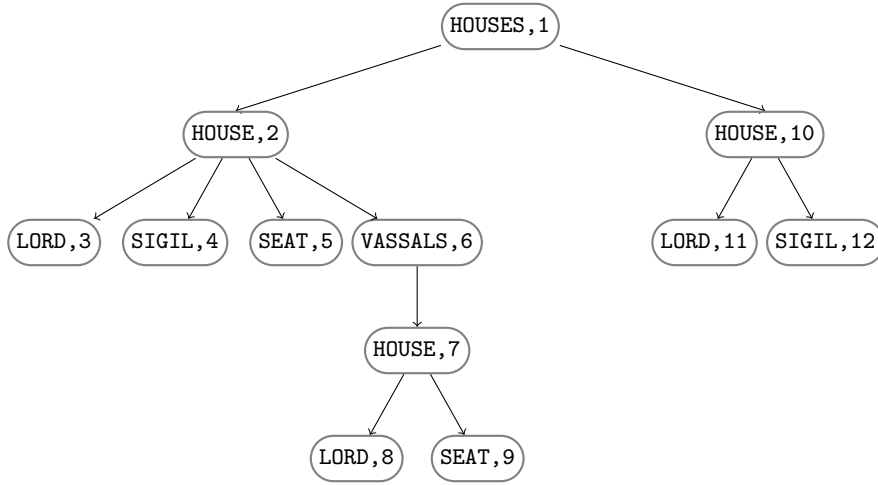 HOUSES,1
HOUSE,2
HOUSE,10
LORD,3
SIGIL,4
SEAT,5
VASSALS,6
LORD,11
SIGIL,12
HOUSE,7
LORD,8
SEAT,9